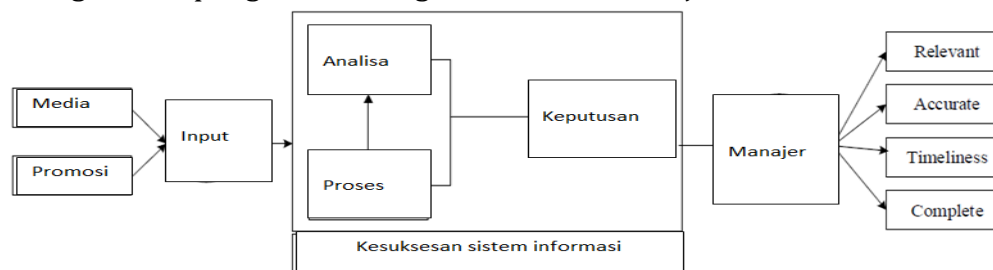 Media
Promosi
Input
Analisa
Proses
Keputusan
Kesuksesan sistem informasi
Manajer
Relevant
Accurate
Timeliness
Complete